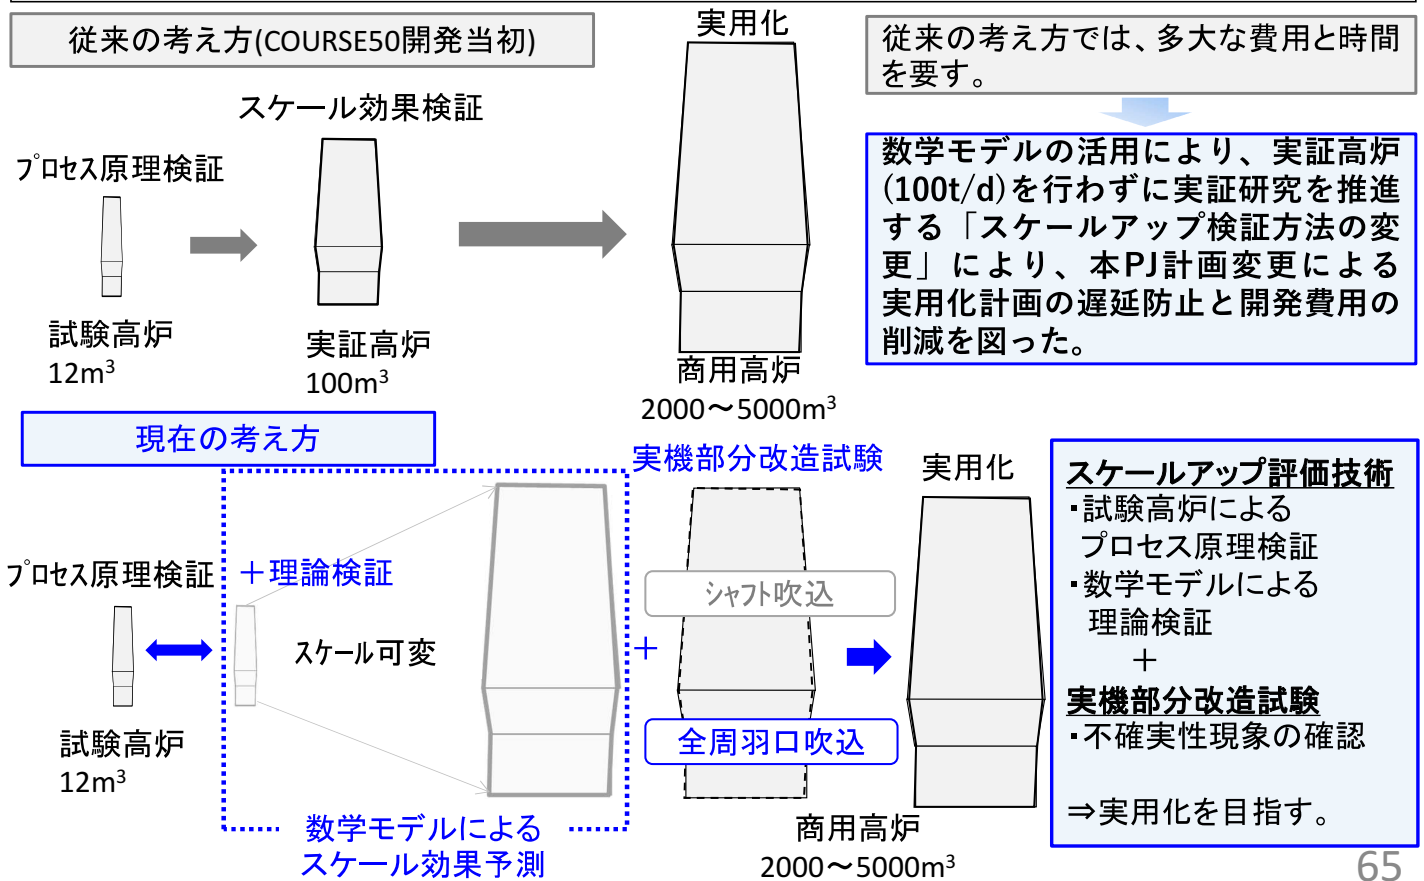 従来の考え方(COURSE50開発当初)
スケール効果検証
プロセス原理検証
試験高炉
12m³
実証高炉
100m³
実用化
商用高炉
2000～5000m³
従来の考え方では、多大な費用と時間
を要す。
数学モデルの活用により、実証高炉
(100t/d)を行わずに実証研究を推進
する「スケールアップ検証方法の変
更」により、本PJ計画変更による
実用化計画の遅延防止と開発費用の
削減を図った。
現在の考え方
プロセス原理検証
試験高炉
12m³
＋理論検証
スケール可変
数学モデルによる
スケール効果予測
＋
実機部分改造試験
シャフト吹込
全周羽口吹込
実用化
商用高炉
2000～5000m³
スケールアップ評価技術
・試験高炉による
プロセス原理検証
・数学モデルによる
理論検証
＋
実機部分改造試験
・不確実性現象の確認
⇒実用化を目指す。
65